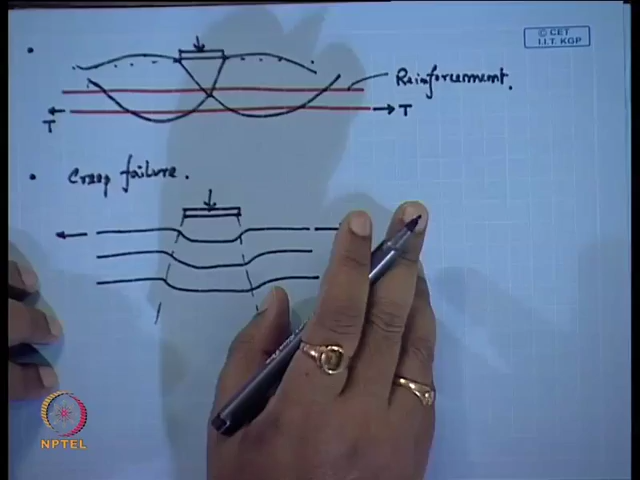 © CET
I.I.T. KGP
Reinforcement.
T
T
Creep failure.
NPTEL